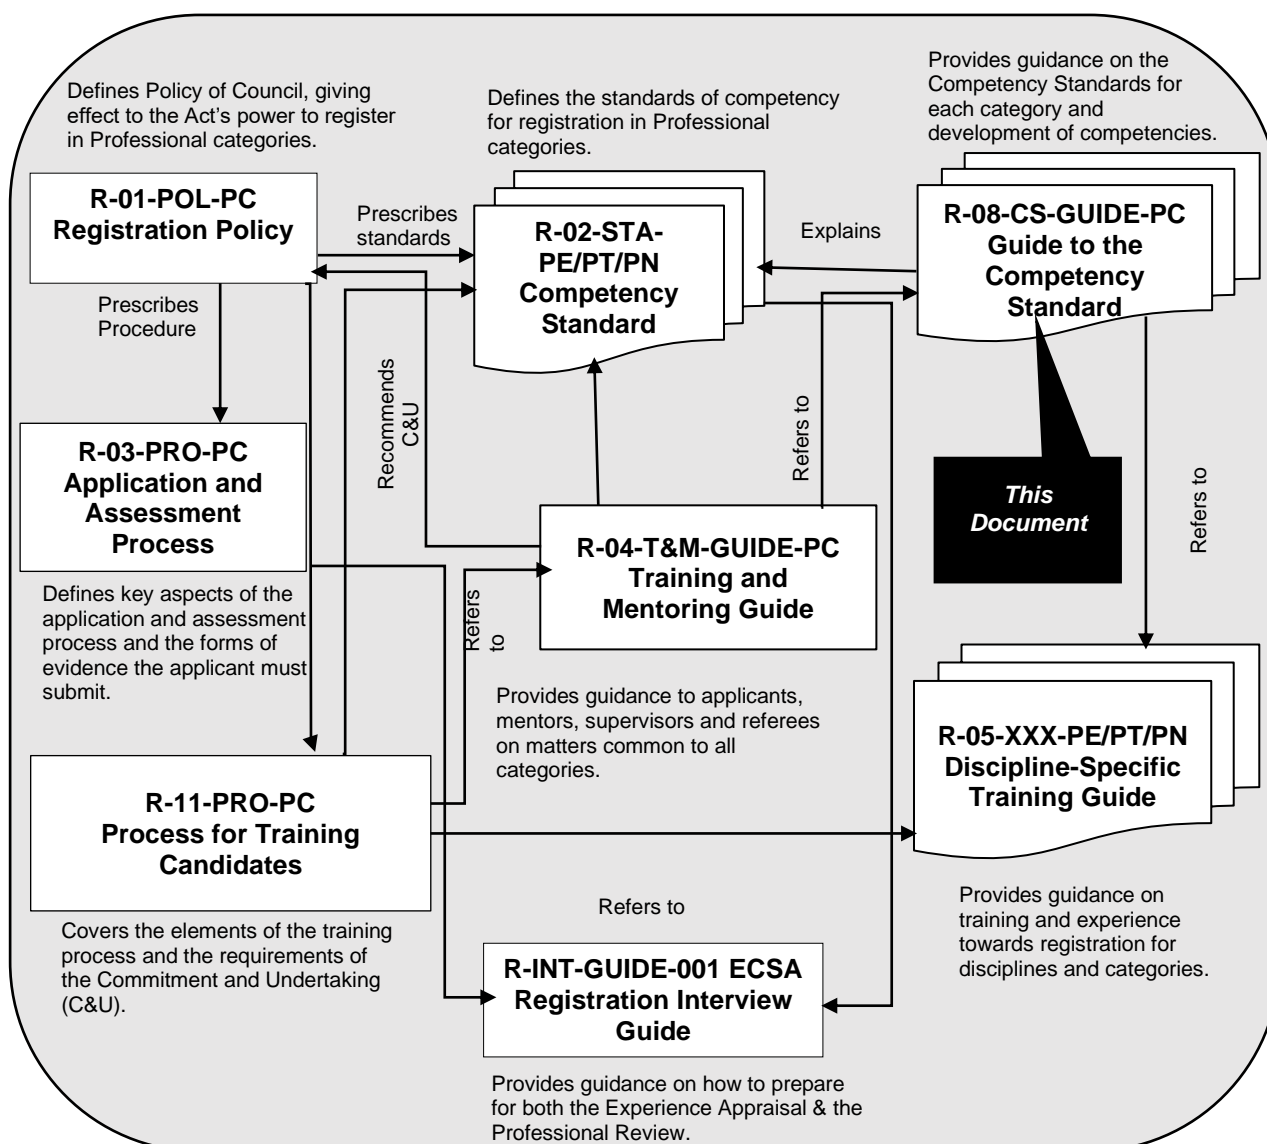 Defines Policy of Council, giving
effect to the Act's power to register
in Professional categories.
Defines the standards of competency
for registration in Professional
categories.
Provides guidance on the
Competency Standards for
each category and
development of competencies.
R-01-POL-PC
Registration Policy
Prescribes
standards
R-02-STA-
PE/PT/PN
Competency
Standard
Explains
R-08-CS-GUIDE-PC
Guide to the
Competency
Standard
Prescribes
Procedure
Recommends
C&U
Refers to
This
Document
Refers to
R-03-PRO-PC
Application and
Assessment
Process
Defines key aspects of the
application and assessment
process and the forms of
evidence the applicant must
submit.
R-04-T&M-GUIDE-PC
Training and
Mentoring Guide
Refers
to
Provides guidance to applicants,
mentors, supervisors and referees
on matters common to all
categories.
R-05-XXX-PE/PT/PN
Discipline-Specific
Training Guide
R-11-PRO-PC
Process for Training
Candidates
Covers the elements of the training
process and the requirements of
the Commitment and Undertaking
(C&U).
Refers to
Provides guidance on
training and experience
towards registration for
disciplines and categories.
R-INT-GUIDE-001 ECSA
Registration Interview
Guide
Provides guidance on how to prepare
for both the Experience Appraisal & the
Professional Review.